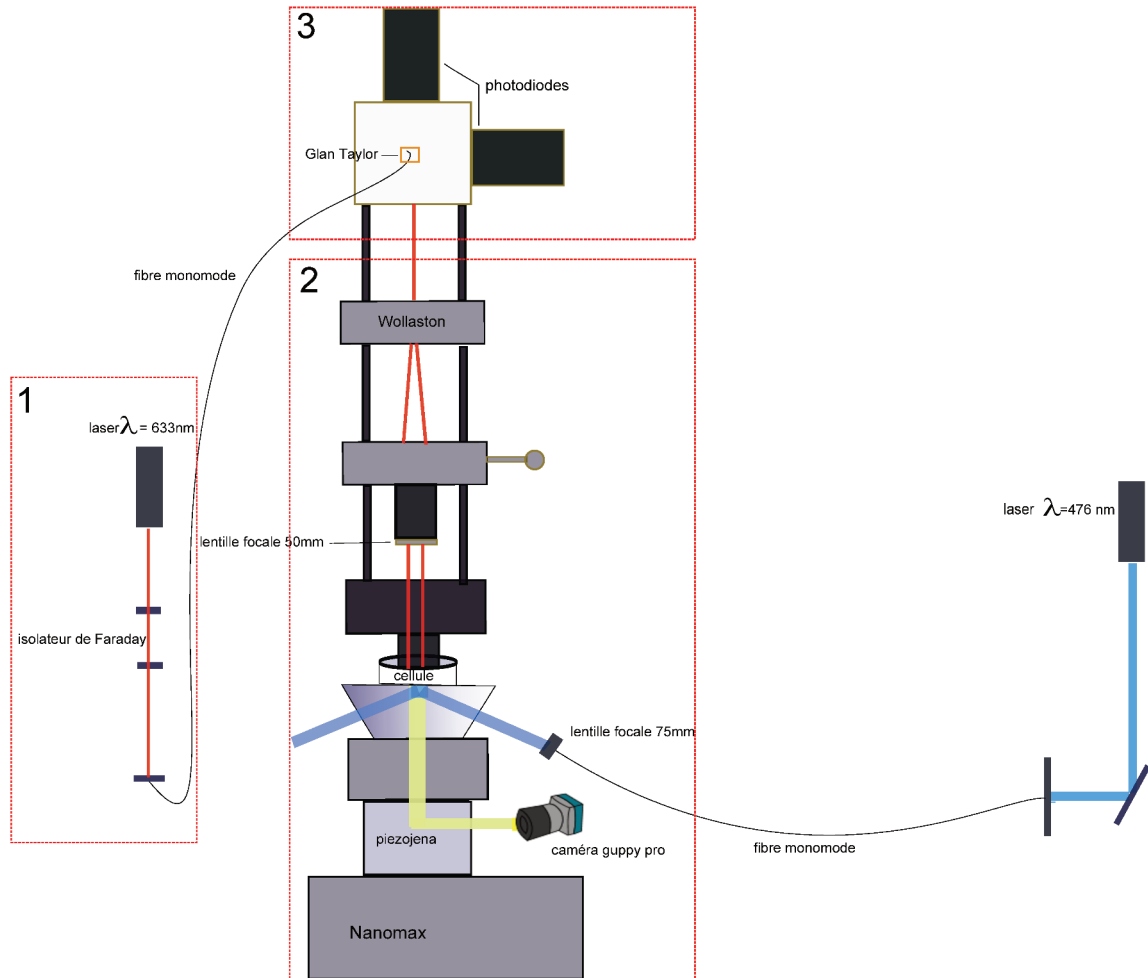 3
photodiodes
Glan Taylor
fibre monomode
2
Wollaston
1
laser λ = 633nm
lentille focale 50mm
isolateur de Faraday
laser λ=476 nm
cellule
lentille focale 75mm
piezojena
caméra guppy pro
fibre monomode
Nanomax